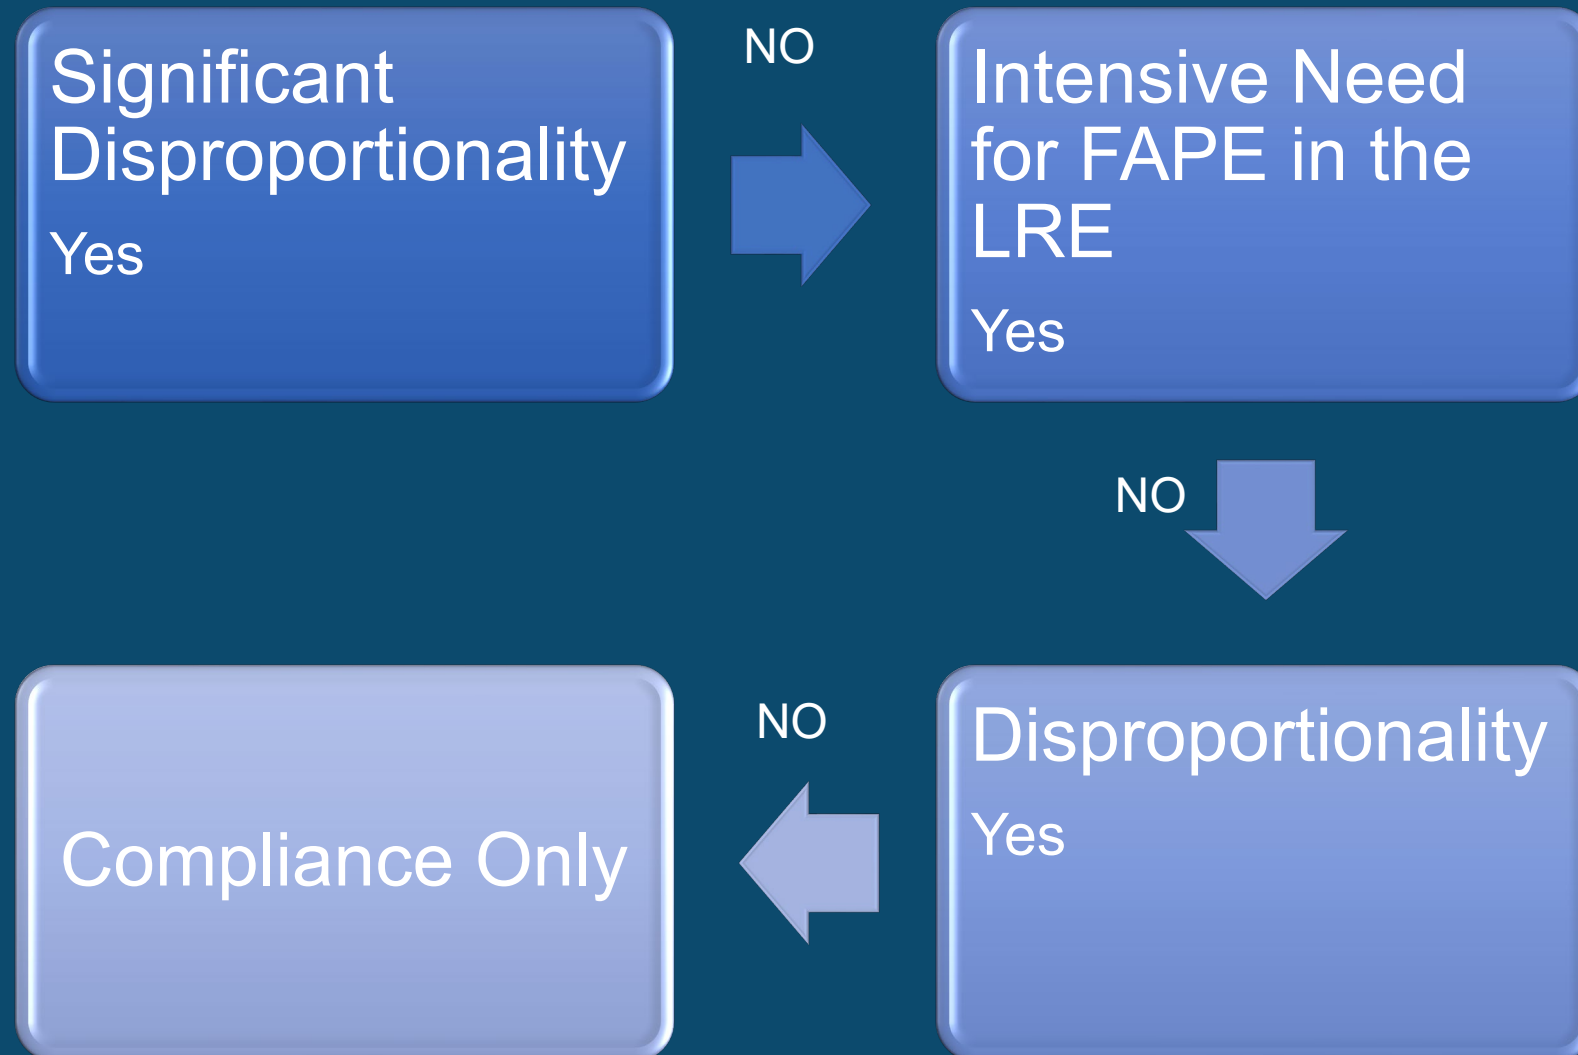 Significant
Disproportionality
Yes
NO
Intensive Need
for FAPE in the
LRE
Yes
NO
Disproportionality
Yes
NO
Compliance Only